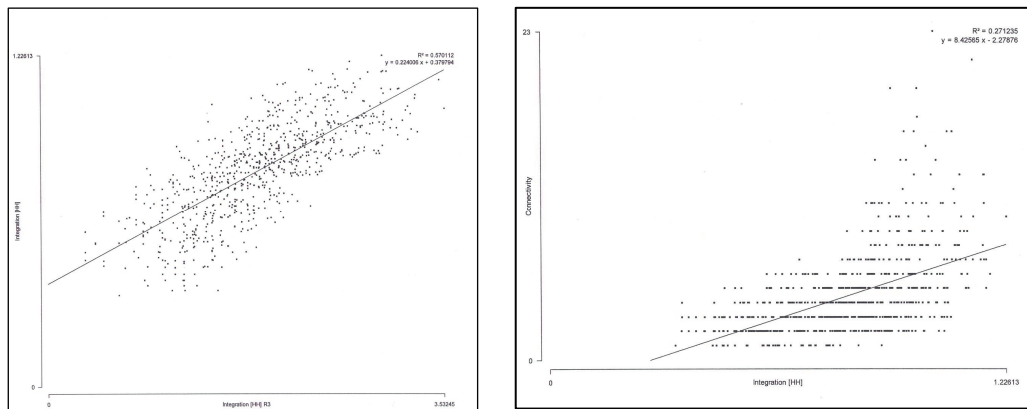 1.22613
R² = 0.570112
y = 0.224006 x + 0.379794
Integration [HH]
0
0
Integration [HH] R3
3.53245
23
R² = 0.271235
y = 8.42565 x - 2.27876
Connectivity
0
0
Integration [HH]
1.22613